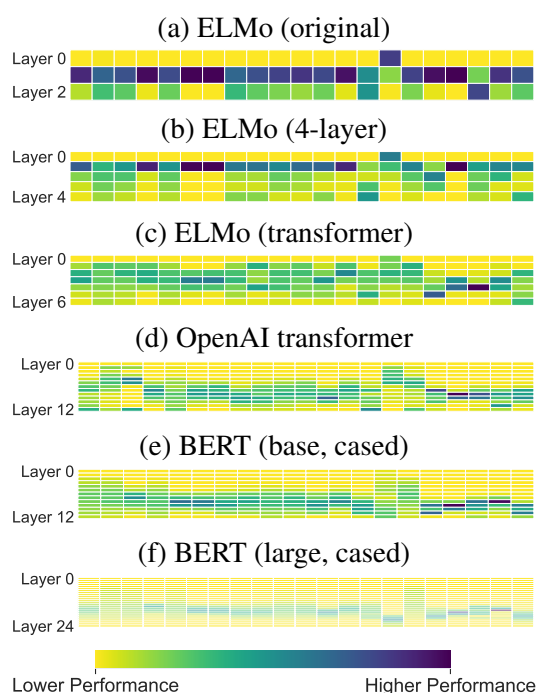 (a) ELMo (original)
Layer 0
Layer 2
(b) ELMo (4-layer)
Layer 0
Layer 4
(c) ELMo (transformer)
Layer 0
Layer 6
(d) OpenAI transformer
Layer 0
Layer 12
(e) BERT (base, cased)
Layer 0
Layer 12
(f) BERT (large, cased)
Layer 0
Layer 24
Lower Performance Higher Performance